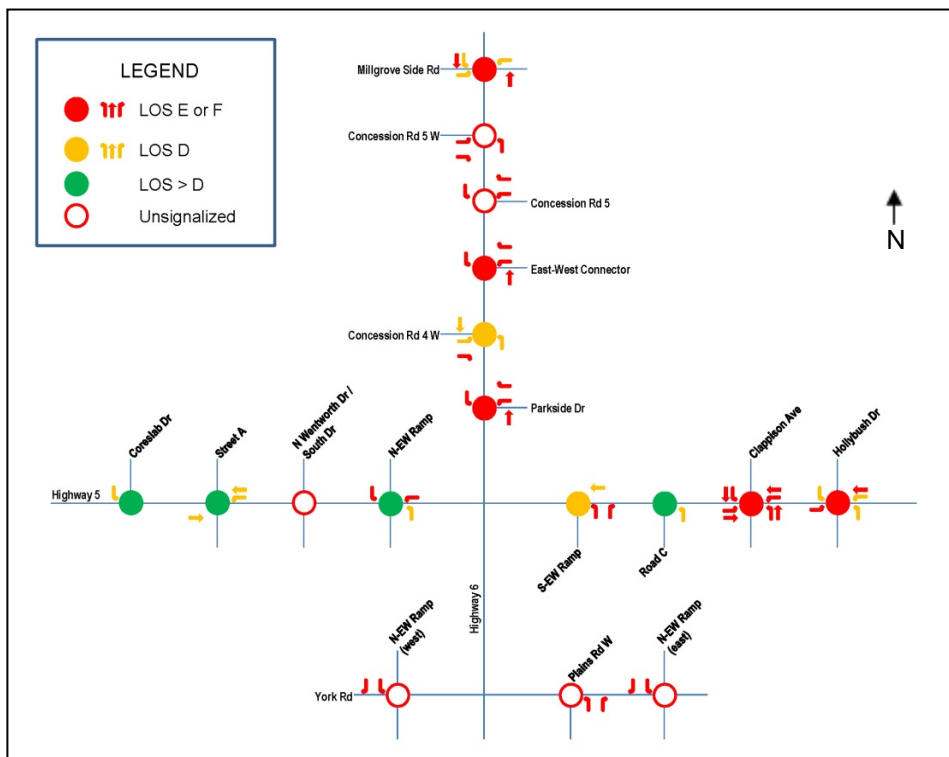 LEGEND
LOS E or F
LOS D
LOS > D
Unsignalized
N
Millgrove Side Rd
Concession Rd 5 W
Concession Rd 5
East-West Connector
Concession Rd 4 W
Parkside Dr
Coreslab Dr
Street A
N Wentworth Dr /
South Dr
N-EW Ramp
Clappison Ave
Hollybush Dr
Highway 5
S-EW Ramp
Road C
Highway 6
N-EW Ramp
(west)
Plains Rd W
N-EW Ramp
(east)
York Rd